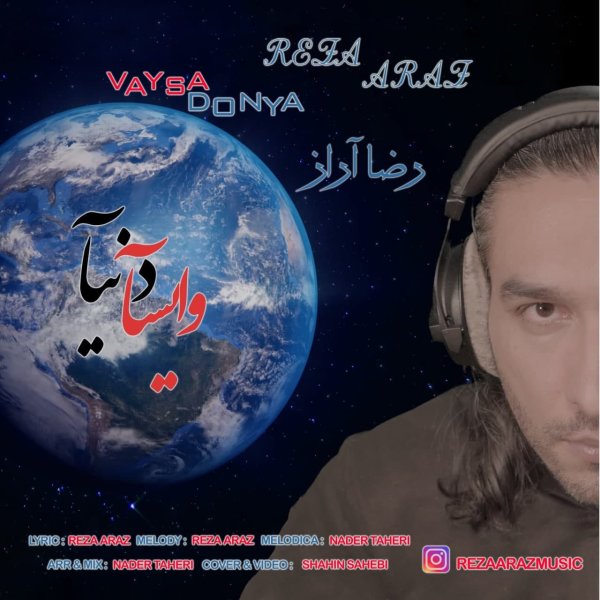 REZA
ARAZ
VAYSA
DONYA
رضا آراز
وایسا دنیا
LYRIC: REZA ARAZ MELODY: REZA ARAZ MELODICA: NADER TAHERI
ARR & MIX: NADER TAHERI COVER & VIDEO: SHAHIN SAHEBI
REZAARAZMUSIC